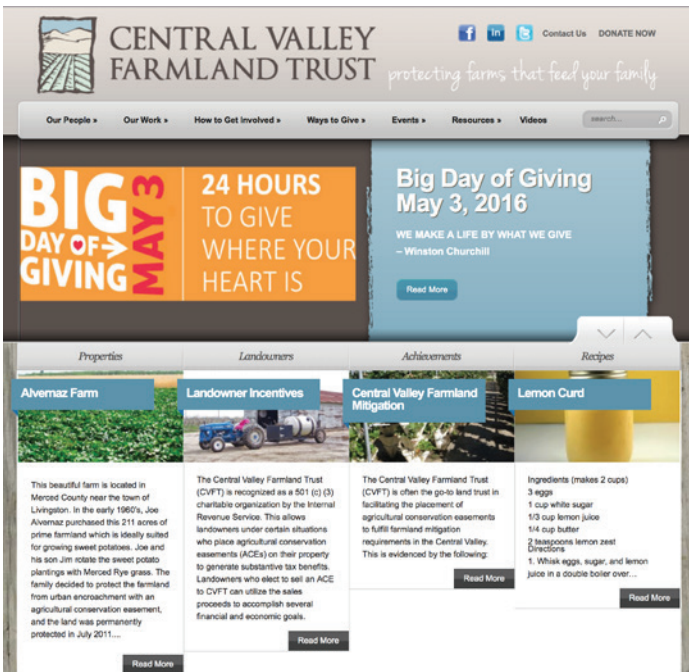 CENTRAL VALLEY
FARMLAND TRUST
Contact Us DONATE NOW
protecting farms that feed your family
Our People » Our Work » How to Get Involved » Ways to Give » Events » Resources » Videos search...
BIG
DAY OF
GIVING
MAY 3
24 HOURS
TO GIVE
WHERE YOUR
HEART IS
Big Day of Giving
May 3, 2016
WE MAKE A LIFE BY WHAT WE GIVE
– Winston Churchill
Read More
Properties Landowners Achievements Recipes
Alvernaz Farm
This beautiful farm is located in
Merced County near the town of
Livingston. In the early 1960's, Joe
Alvernaz purchased this 211 acres of
prime farmland which is ideally suited
for growing sweet potatoes. Joe and
his son Jim rotate the sweet potato
plantings with Merced Rye grass. The
family decided to protect the farmland
from urban encroachment with an
agricultural conservation easement,
and the land was permanently
protected in July 2011....
Read More
Landowner Incentives
The Central Valley Farmland Trust
(CVFT) is recognized as a 501 (c) (3)
charitable organization by the Internal
Revenue Service. This allows
landowners under certain situations
who place agricultural conservation
easements (ACEs) on their property
to generate substantive tax benefits.
Landowners who elect to sell an ACE
to CVFT can utilize the sales
proceeds to accomplish several
financial and economic goals.
Read More
Central Valley Farmland
Mitigation
The Central Valley Farmland Trust
(CVFT) is often the go-to land trust in
facilitating the placement of
agricultural conservation easements
to fulfill farmland mitigation
requirements in the Central Valley.
This is evidenced by the following:
Read More
Lemon Curd
Ingredients (makes 2 cups)
3 eggs
1 cup white sugar
1/3 cup lemon juice
1/4 cup butter
2 teaspoons lemon zest
Directions
1. Whisk eggs, sugar, and lemon
juice in a double boiler over…
Read More